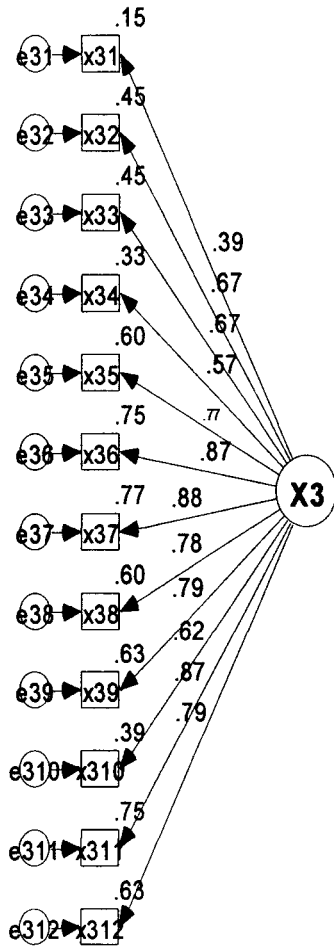 .15
e31 x31
.45
e32 x32
.45
e33 x33
.39
.33
.67
e34 x34
.67
.60
.57
e35 x35
.75
.77
e36 x36
.87
X3
.77
.88
e37 x37
.78
.60
.79
e38 x38
.62
.63
.87
e39 x39
.79
.39
e310 x310
.75
e311 x311
.63
e312 x312